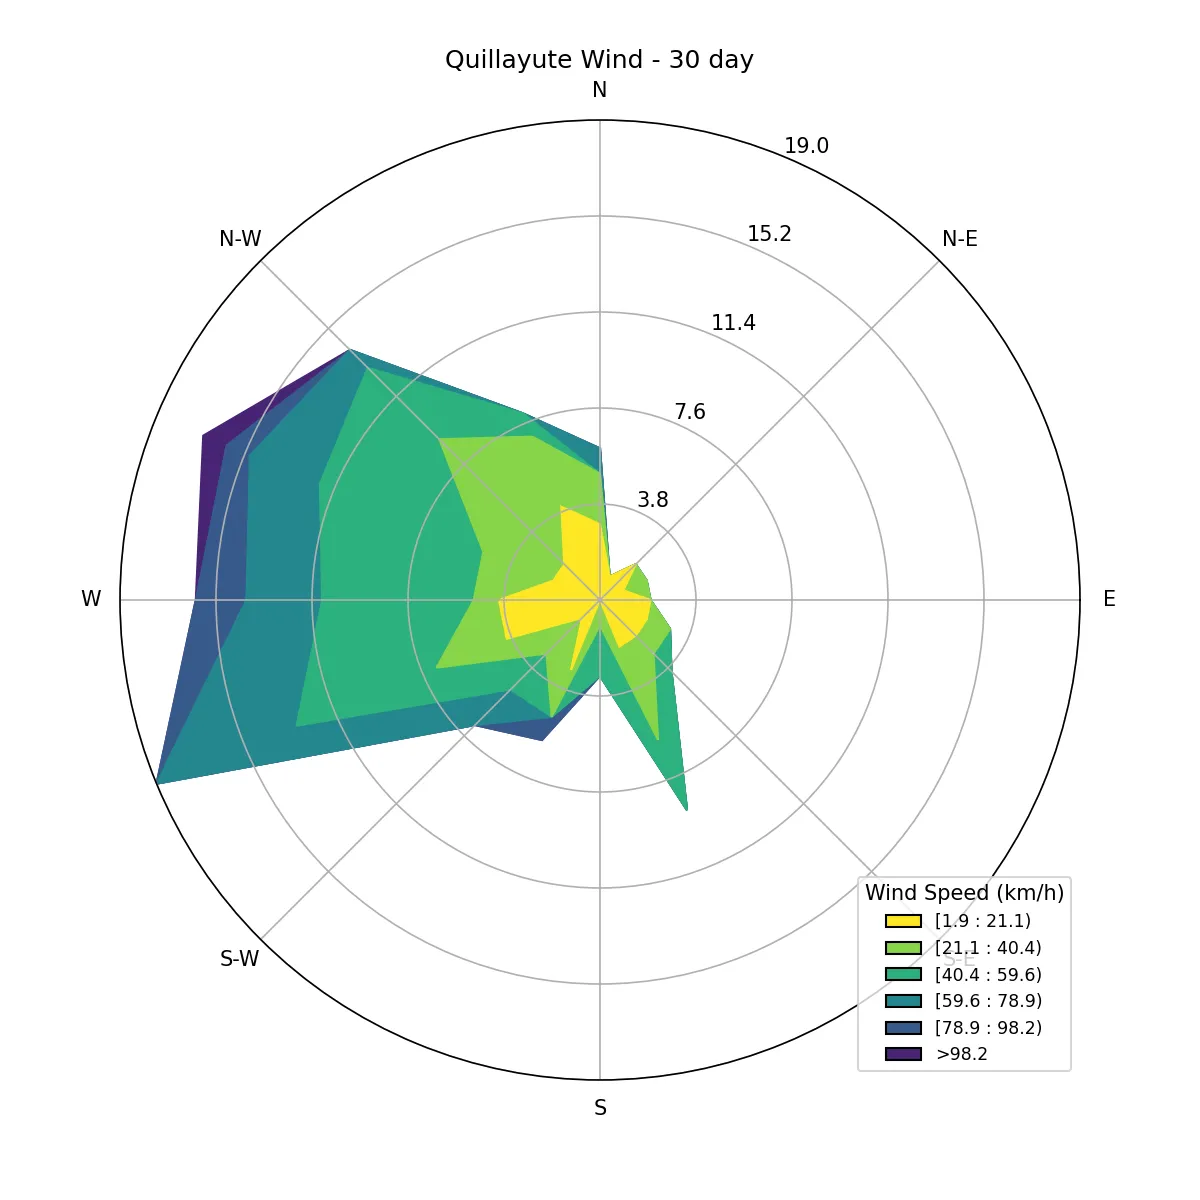 Quillayute Wind - 30 day
N
19.0
15.2
N-W
N-E
11.4
7.6
3.8
W
E
S-W
S-E
S
Wind Speed (km/h)
[1.9 : 21.1)
[21.1 : 40.4)
[40.4 : 59.6)
[59.6 : 78.9)
[78.9 : 98.2)
>98.2